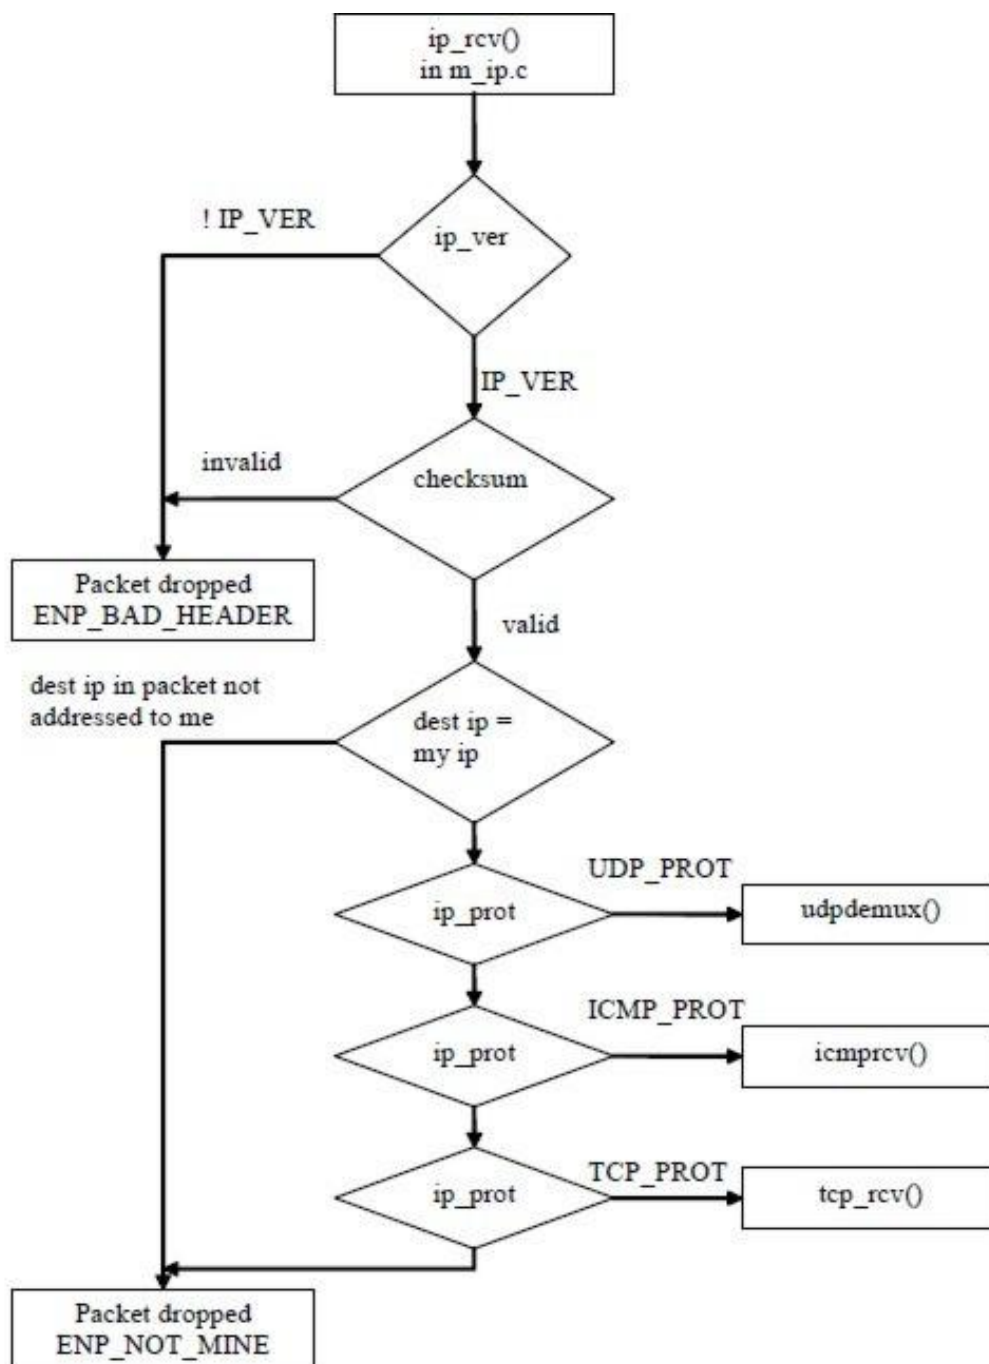 ip_rcv()
in m_ip.c
! IP_VER
ip_ver
IP_VER
invalid
checksum
Packet dropped
ENP_BAD_HEADER
valid
dest ip in packet not
addressed to me
dest ip =
my ip
UDP_PROT
ip_prot
udpdemux()
ICMP_PROT
ip_prot
icmprcv()
TCP_PROT
ip_prot
tcp_rcv()
Packet dropped
ENP_NOT_MINE